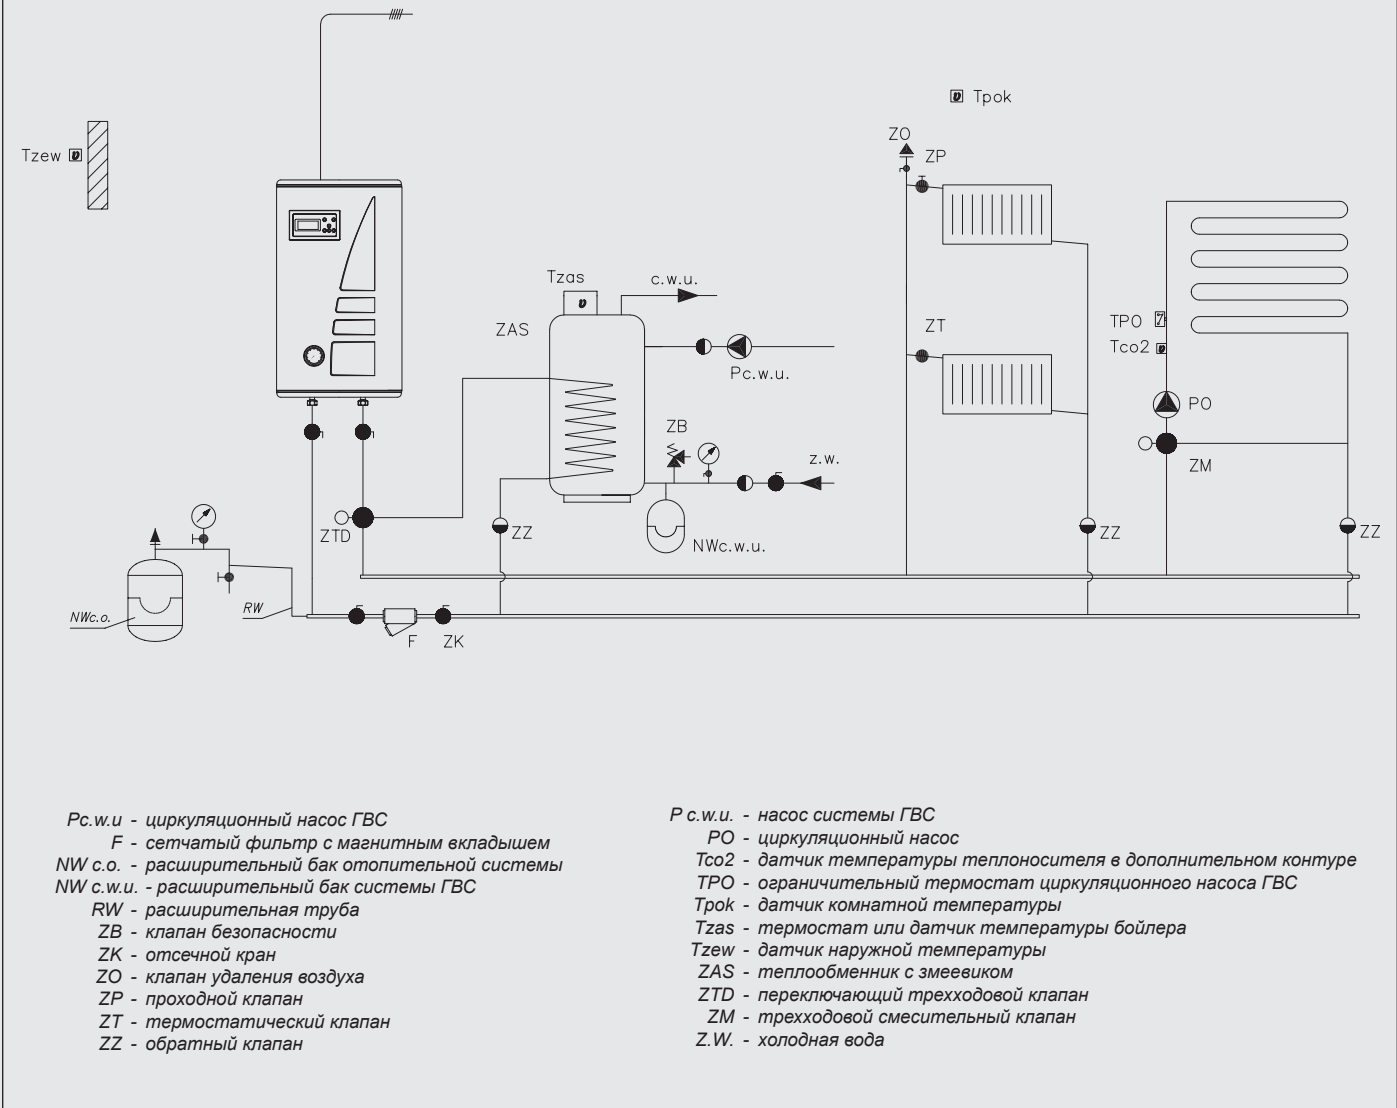 Tpok
ZO
ZP
Tzew
Tzas
c.w.u.
ZAS
ZT
TPO
Tco2
Pc.w.u.
PO
ZB
z.w.
ZM
ZTD
ZZ
NWc.w.u.
ZZ
ZZ
RW
NWc.o.
F
ZK
Pc.w.u - циркуляционный насос ГВС
F - сетчатый фильтр с магнитным вкладышем
NW c.o. - расширительный бак отопительной системы
NW c.w.u. - расширительный бак системы ГВС
RW - расширительная труба
ZB - клапан безопасности
ZK - отсечной кран
ZO - клапан удаления воздуха
ZP - проходной клапан
ZT - термостатический клапан
ZZ - обратный клапан
P c.w.u. - насос системы ГВС
PO - циркуляционный насос
Tco2 - датчик температуры теплоносителя в дополнительном контуре
TPO - ограничительный термостат циркуляционного насоса ГВС
Tpok - датчик комнатной температуры
Tzas - термостат или датчик температуры бойлера
Tzew - датчик наружной температуры
ZAS - теплообменник с змеевиком
ZTD - переключающий трехходовой клапан
ZM - трехходовой смесительный клапан
Z.W. - холодная вода